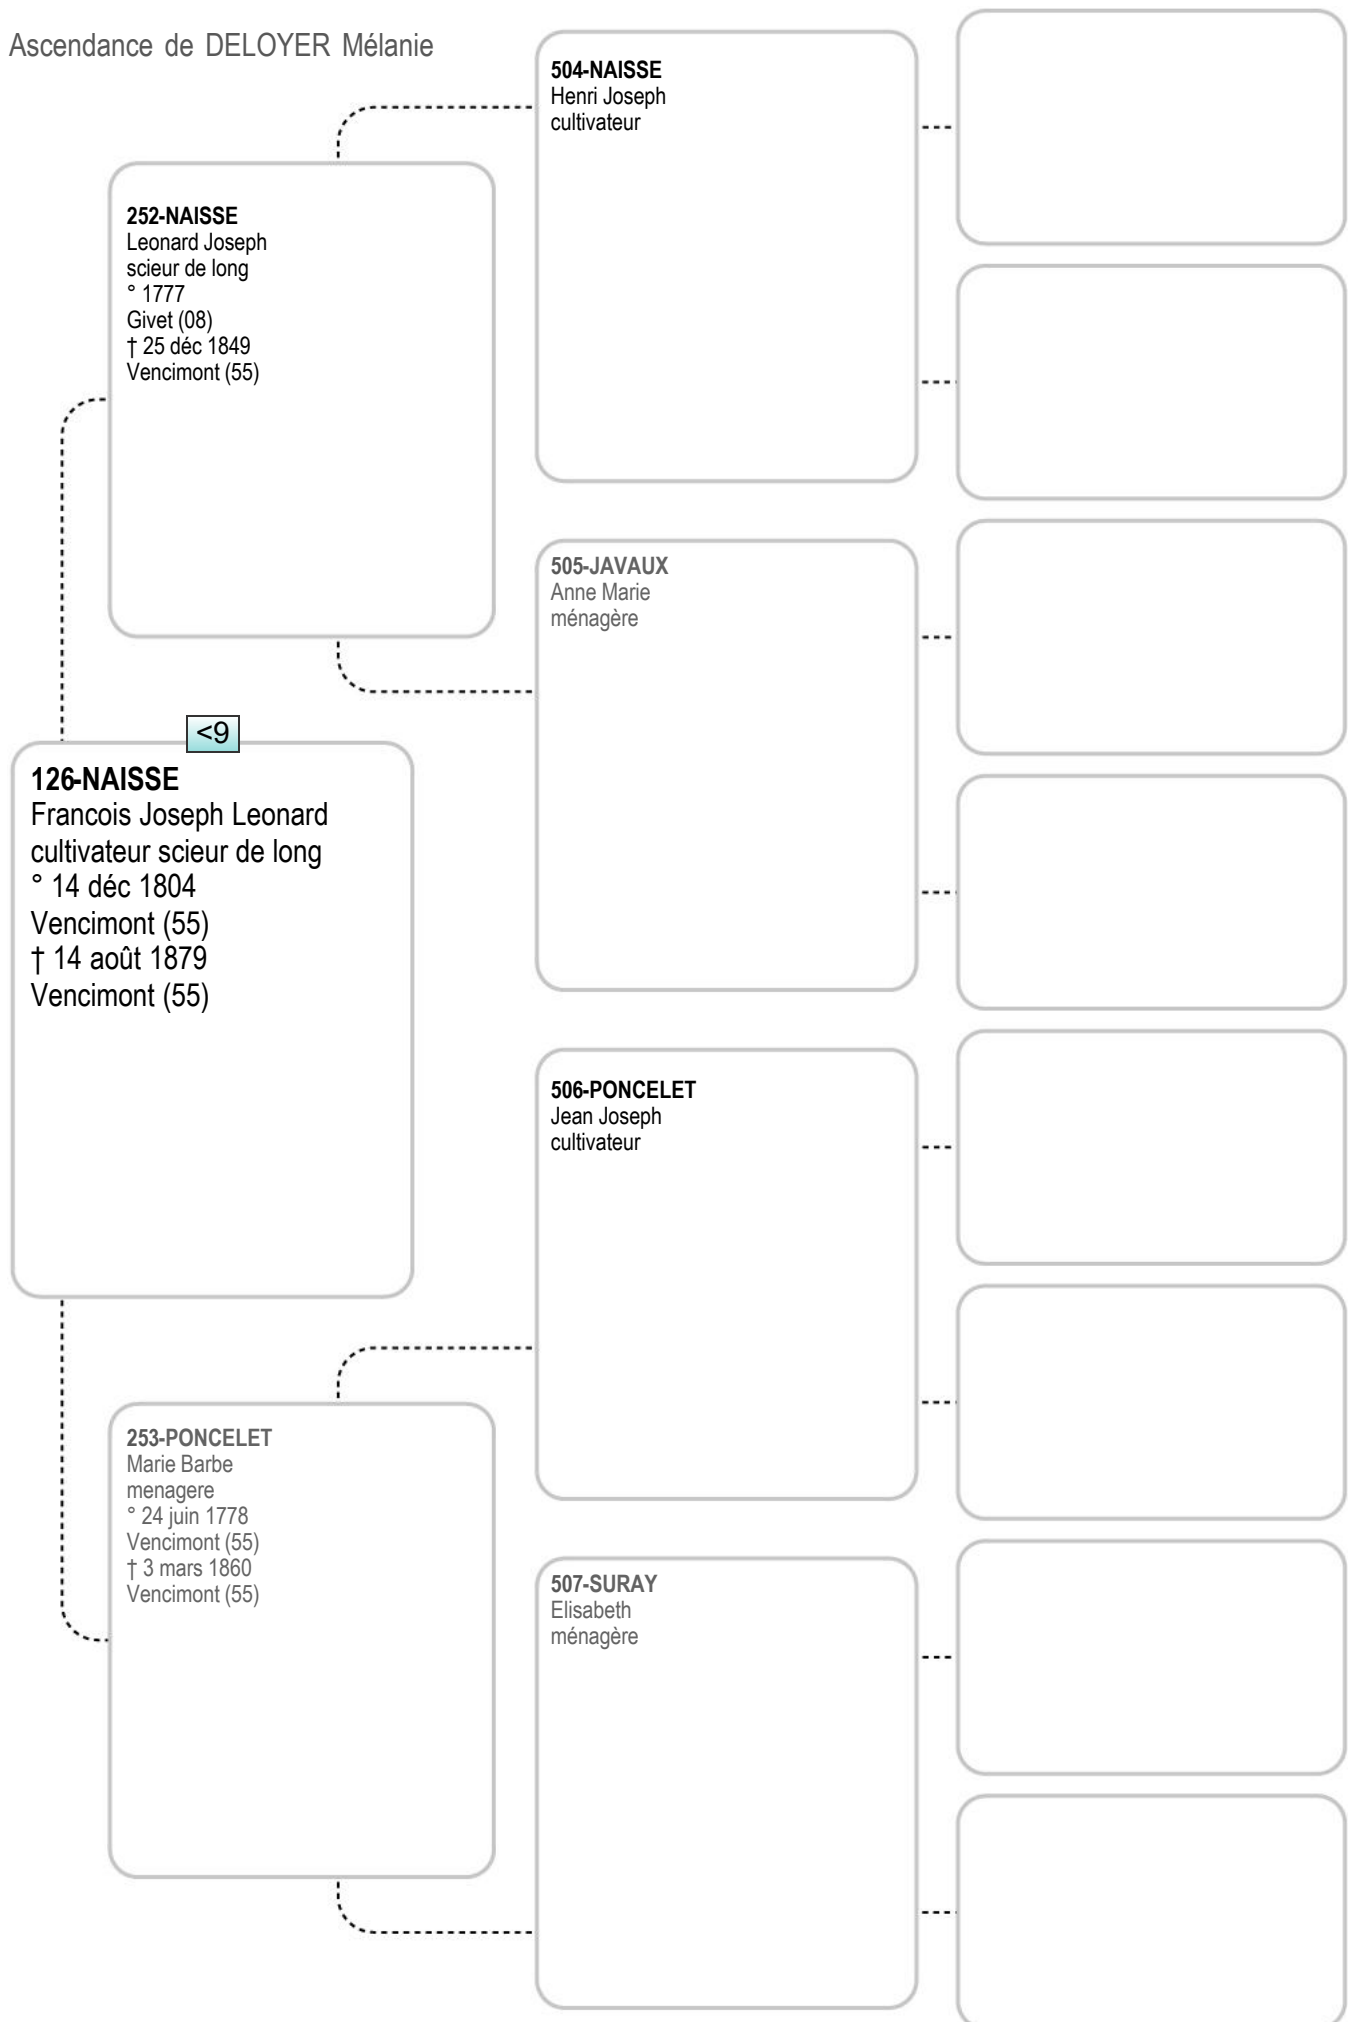 Ascendance de DELOYER Mélanie
504-NAISSE
Henri Joseph
cultivateur
252-NAISSE
Leonard Joseph
scieur de long
° 1777
Givet (08)
† 25 déc 1849
Vencimont (55)
505-JAVAUX
Anne Marie
ménagère
<9
126-NAISSE
Francois Joseph Leonard
cultivateur scieur de long
° 14 déc 1804
Vencimont (55)
† 14 août 1879
Vencimont (55)
506-PONCELET
Jean Joseph
cultivateur
253-PONCELET
Marie Barbe
menagere
° 24 juin 1778
Vencimont (55)
† 3 mars 1860
Vencimont (55)
507-SURAY
Elisabeth
ménagère